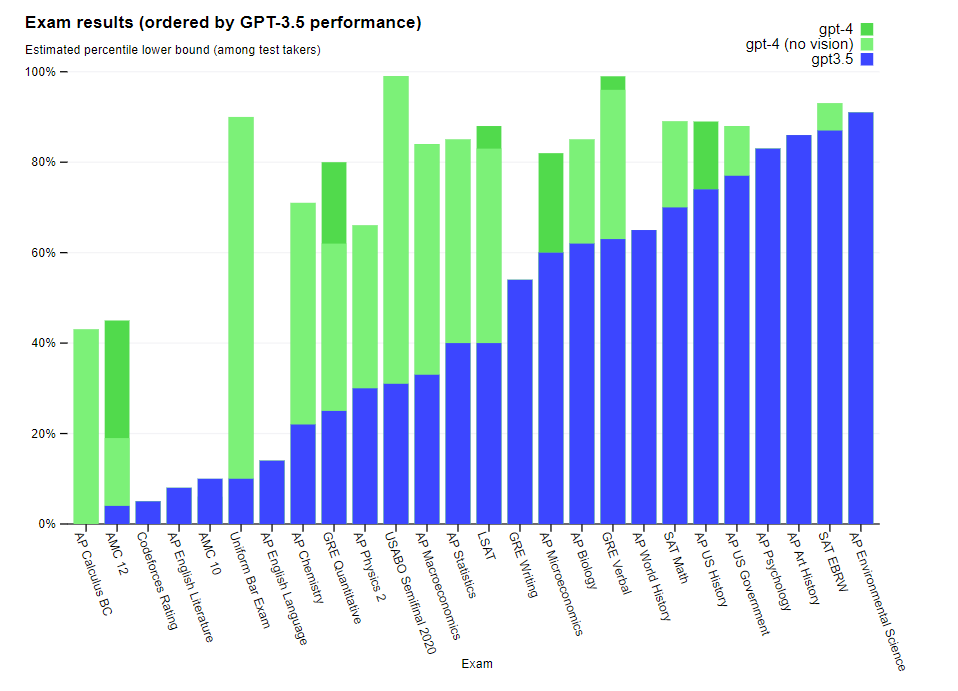 Exam results (ordered by GPT-3.5 performance)
Estimated percentile lower bound (among test takers)
gpt-4
gpt-4 (no vision)
gpt3.5
100%
80%
60%
40%
20%
0%
AP Calculus BC
AMC 12
Codeforces Rating
AP English Literature
AMC 10
Uniform Bar Exam
AP English Language
AP Chemistry
GRE Quantitative
AP Physics 2
USABO Semifinal 2020
AP Macroeconomics
AP Statistics
LSAT
GRE Writing
AP Microeconomics
AP Biology
GRE Verbal
AP World History
SAT Math
AP US History
AP US Government
AP Psychology
AP Art History
SAT EBRW
AP Environmental Science
Exam